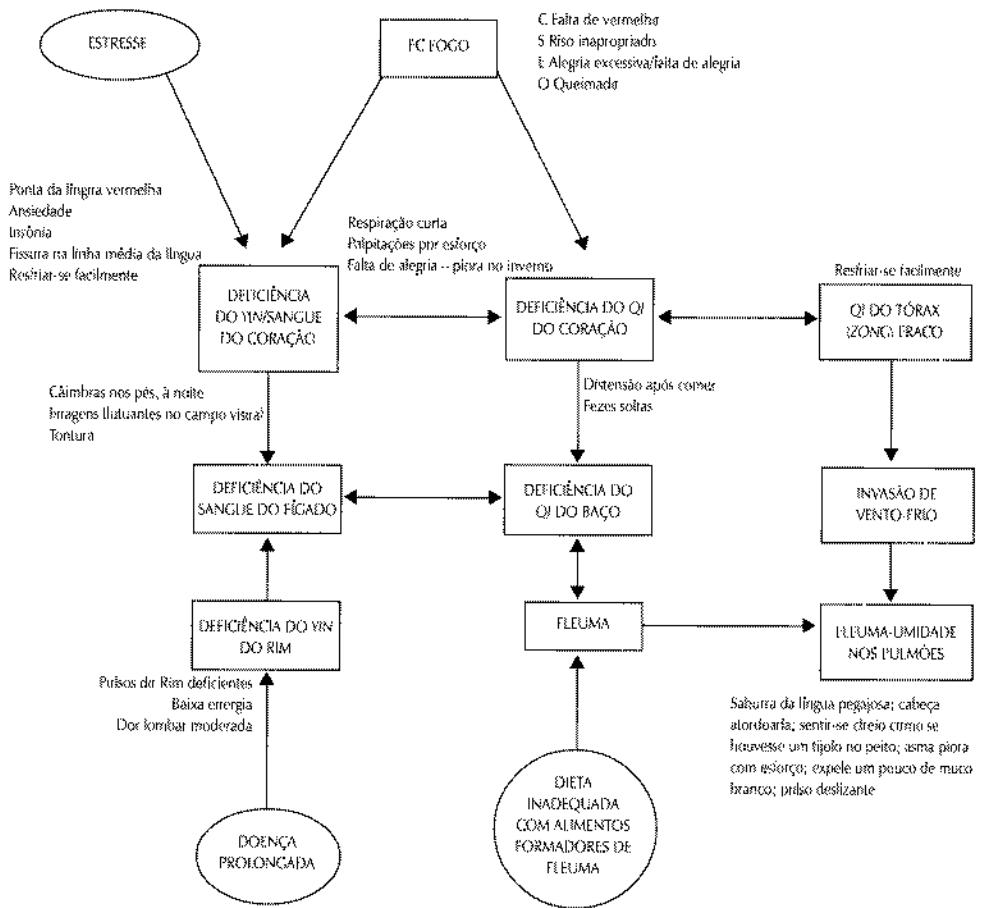 ESTRESSE
FC FOGO
C Falta de vermelho
S Riso inapropriado
E Alegria excessiva/falta de alegria
O Queimado
Ponta da língua vermelha
Ansiedade
Insônia
Fissura na linha média da língua
Resfriar-se facilmente
Respiração curta
Palpitações por esforço
Falta de alegria -- piora no inverno
Resfriar-se facilmente
DEFICIÊNCIA
DO YIN/SANGUE
DO CORAÇÃO
DEFICIÊNCIA DO QI
DO CORAÇÃO
QI DO TÓRAX
(ZONG) FRACO
Cãimbras nos pés, à noite
Imagens flutuantes no campo visual
Tontura
Distensão após comer
Fezes soltas
DEFICIÊNCIA DO
SANGUE DO FÍGADO
DEFICIÊNCIA DO
QI DO BAÇO
INVASÃO DE
VENTO-FRIO
DEFICIÊNCIA DO YIN
DO RIM
FLEUMA
FLEUMA-UMIDADE
NOS PULMÕES
Pulsos do Rim deficientes
Baixa energia
Dor lombar moderada
Saburra da língua pegajosa; cabeça
atordoada; sentir-se cheio como se
houvesse um tijolo no peito; asma piora
com esforço; expele um pouco de muco
branco; pulso deslizante
DOENÇA
PROLONGADA
DIETA
INADEQUADA
COM ALIMENTOS
FORMADORES DE
FLEUMA